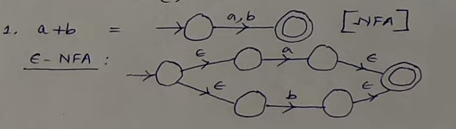 1. a+b = a,b [NFA]
ε-NFA : ε a ε
ε b ε